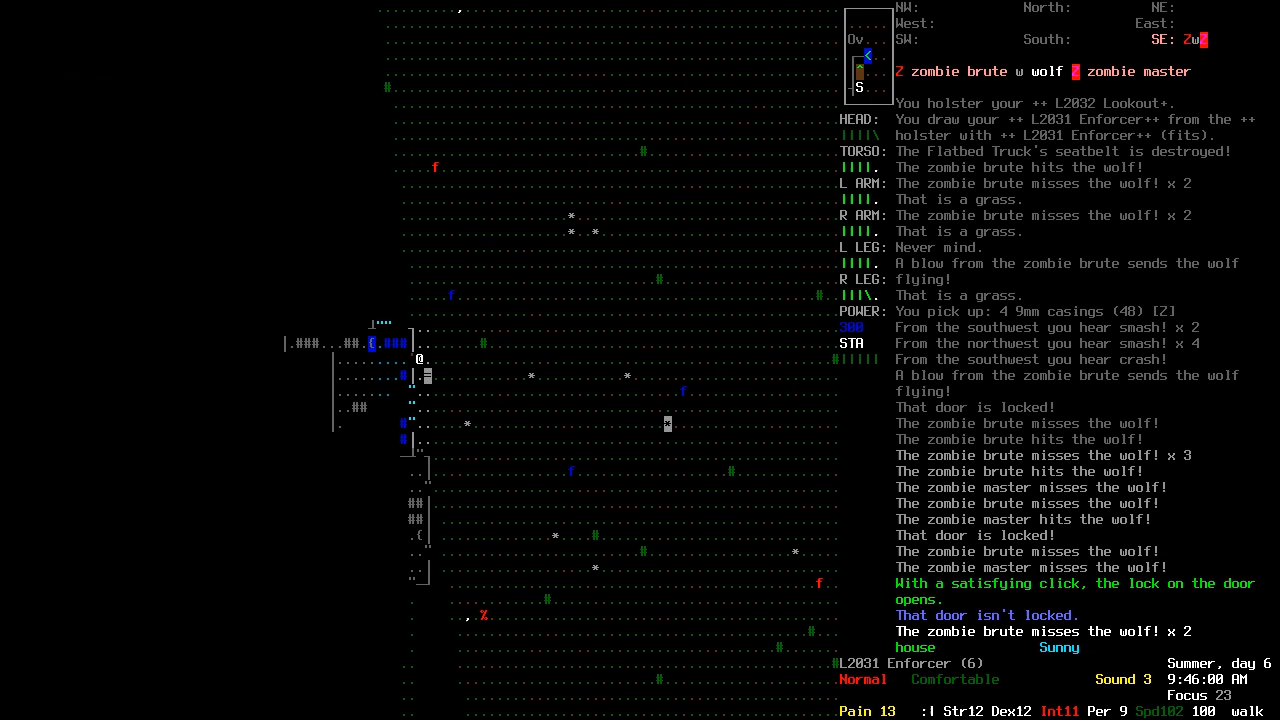 NW: North: NE:
West: East:
SW: South: SE: ZwZ
Z zombie brute w wolf Z zombie master
You holster your ++ L2032 Lookout+.
HEAD: You draw your ++ L2031 Enforcer++ from the ++
||||\ holster with ++ L2031 Enforcer++ (fits).
TORSO: The Flatbed Truck's seatbelt is destroyed!
||||. The zombie brute hits the wolf!
L ARM: The zombie brute misses the wolf! x 2
||||. That is a grass.
R ARM: The zombie brute misses the wolf! x 2
||||. That is a grass.
L LEG: Never mind.
||||. A blow from the zombie brute sends the wolf
R LEG: flying!
|||\. That is a grass.
POWER: You pick up: 4 9mm casings (48) [Z]
300 From the southwest you hear smash! x 2
STA From the northwest you hear smash! x 4
||||| From the southwest you hear crash!
A blow from the zombie brute sends the wolf
flying!
That door is locked!
The zombie brute misses the wolf!
The zombie brute hits the wolf!
The zombie brute misses the wolf! x 3
The zombie brute hits the wolf!
The zombie master misses the wolf!
The zombie brute misses the wolf!
The zombie master hits the wolf!
That door is locked!
The zombie brute misses the wolf!
The zombie master misses the wolf!
With a satisfying click, the lock on the door
opens.
That door isn't locked.
The zombie brute misses the wolf! x 2
house Sunny
L2031 Enforcer (6) Summer, day 6
Normal Comfortable Sound 3 9:46:00 AM
Focus 23
Pain 13 :| Str12 Dex12 Int11 Per 9 Spd102 100 walk